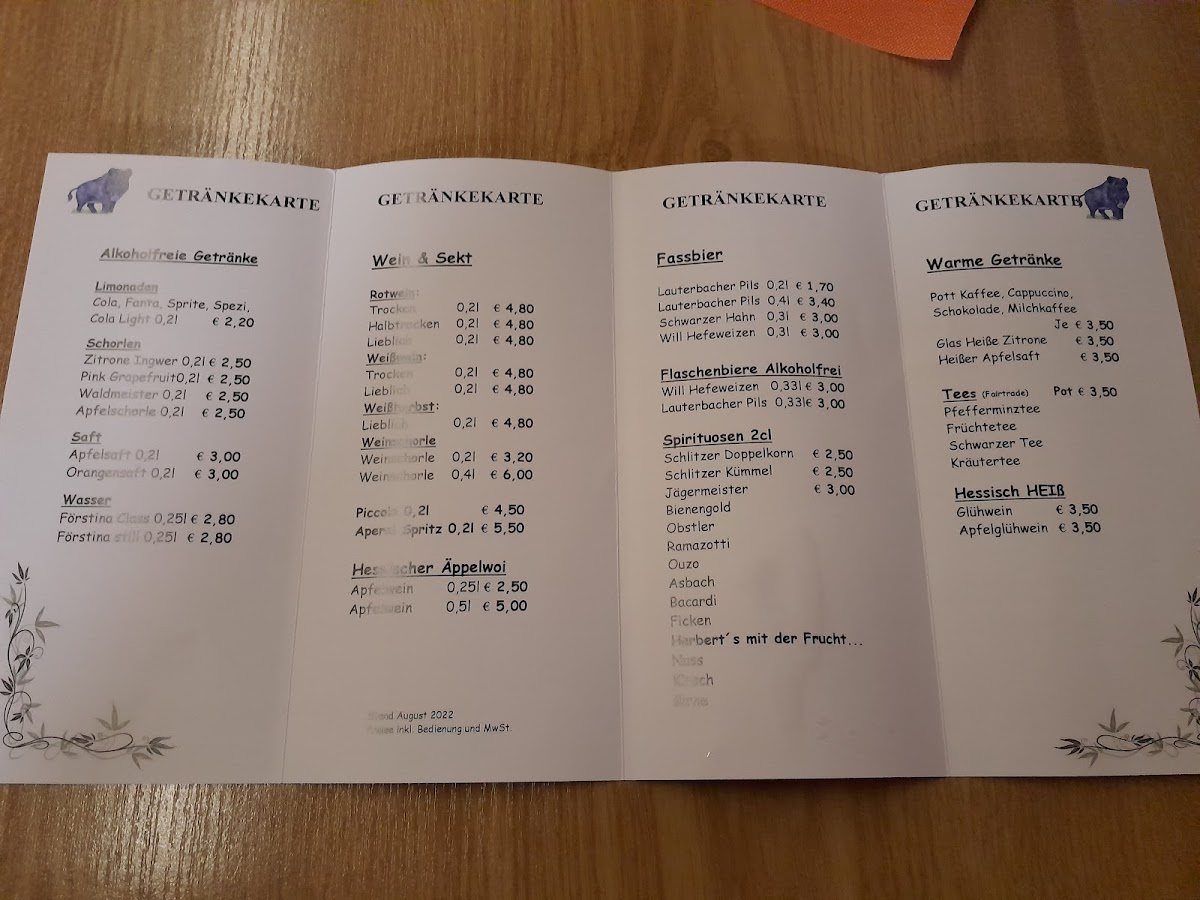 GETRÄNKEKARTE
Alkoholfreie Getränke
Limonaden
Cola, Fanta, Sprite, Spezi,
Cola Light 0,2l € 2,20
Schorlen
Zitrone Ingwer 0,2l € 2,50
Pink Grapefruit0,2l € 2,50
Waldmeister 0,2l € 2,50
Apfelschorle 0,2l € 2,50
Saft
Apfelsaft 0,2l € 3,00
Orangensaft 0,2l € 3,00
Wasser
Förstina Class 0,25l € 2,80
Förstina still 0,25l € 2,80
GETRÄNKEKARTE
Wein & Sekt
Rotwein:
Trocken 0,2l € 4,80
Halbtrocken 0,2l € 4,80
Lieblich 0,2l € 4,80
Weißwein:
Trocken 0,2l € 4,80
Lieblich 0,2l € 4,80
Weißherbst:
Lieblich 0,2l € 4,80
Weinschorle
Weinschorle 0,2l € 3,20
Weinschorle 0,4l € 6,00
Piccolo 0,2l € 4,50
Aperol Spritz 0,2l € 5,50
Hessischer Äppelwoi
Apfelwein 0,25l € 2,50
Apfelwein 0,5l € 5,00
Stand August 2022
Preise inkl. Bedienung und MwSt.
GETRÄNKEKARTE
Fassbier
Lauterbacher Pils 0,2l € 1,70
Lauterbacher Pils 0,4l € 3,40
Schwarzer Hahn 0,3l € 3,00
Will Hefeweizen 0,3l € 3,00
Flaschenbiere Alkoholfrei
Will Hefeweizen 0,33l € 3,00
Lauterbacher Pils 0,33l€ 3,00
Spirituosen 2cl
Schlitzer Doppelkorn € 2,50
Schlitzer Kümmel € 2,50
Jägermeister € 3,00
Bienengold
Obstler
Ramazotti
Ouzo
Asbach
Bacardi
Ficken
Herbert´s mit der Frucht...
Nuss
Kirsch
GETRÄNKEKARTE
Warme Getränke
Pott Kaffee, Cappuccino,
Schokolade, Milchkaffee
Je € 3,50
Glas Heiße Zitrone € 3,50
Heißer Apfelsaft € 3,50
Tees (Fairtrade) Pot € 3,50
Pfefferminztee
Früchtetee
Schwarzer Tee
Kräutertee
Hessisch HEIß
Glühwein € 3,50
Apfelglühwein € 3,50